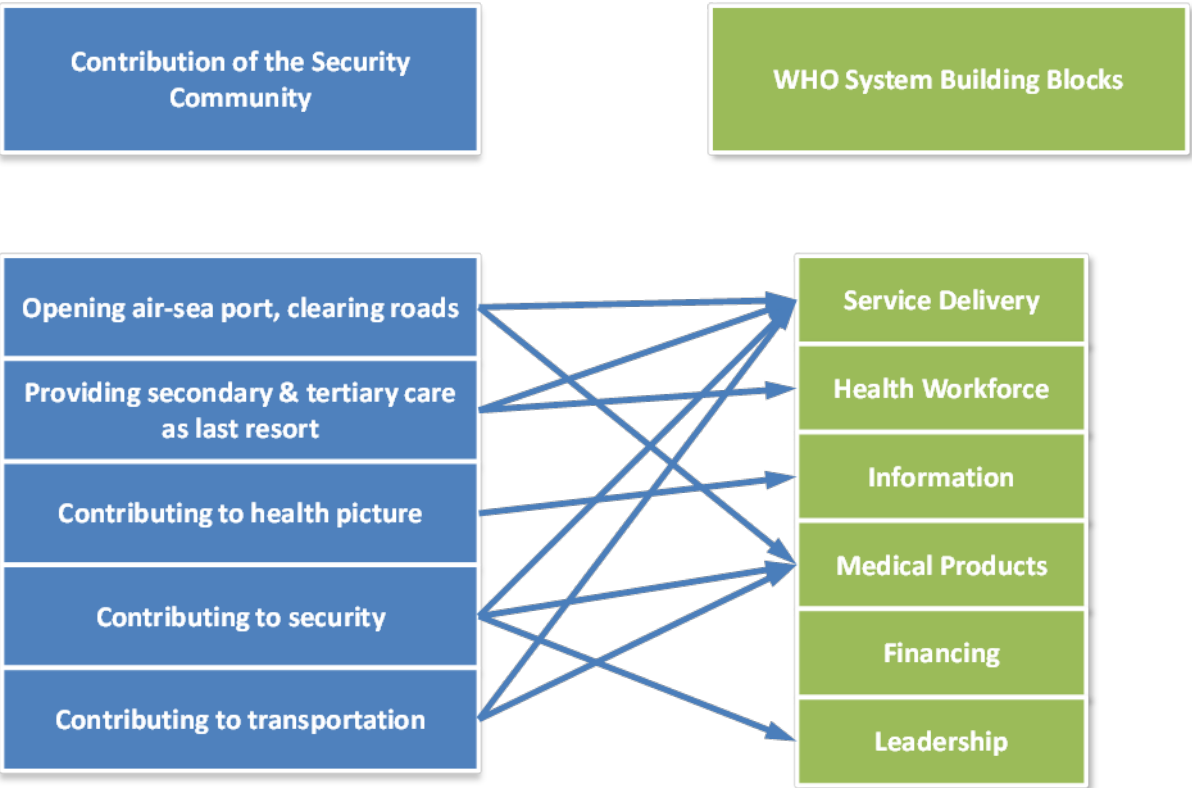 Contribution of the Security
Community
WHO System Building Blocks
Opening air-sea port, clearing roads
Providing secondary & tertiary care
as last resort
Contributing to health picture
Contributing to security
Contributing to transportation
Service Delivery
Health Workforce
Information
Medical Products
Financing
Leadership